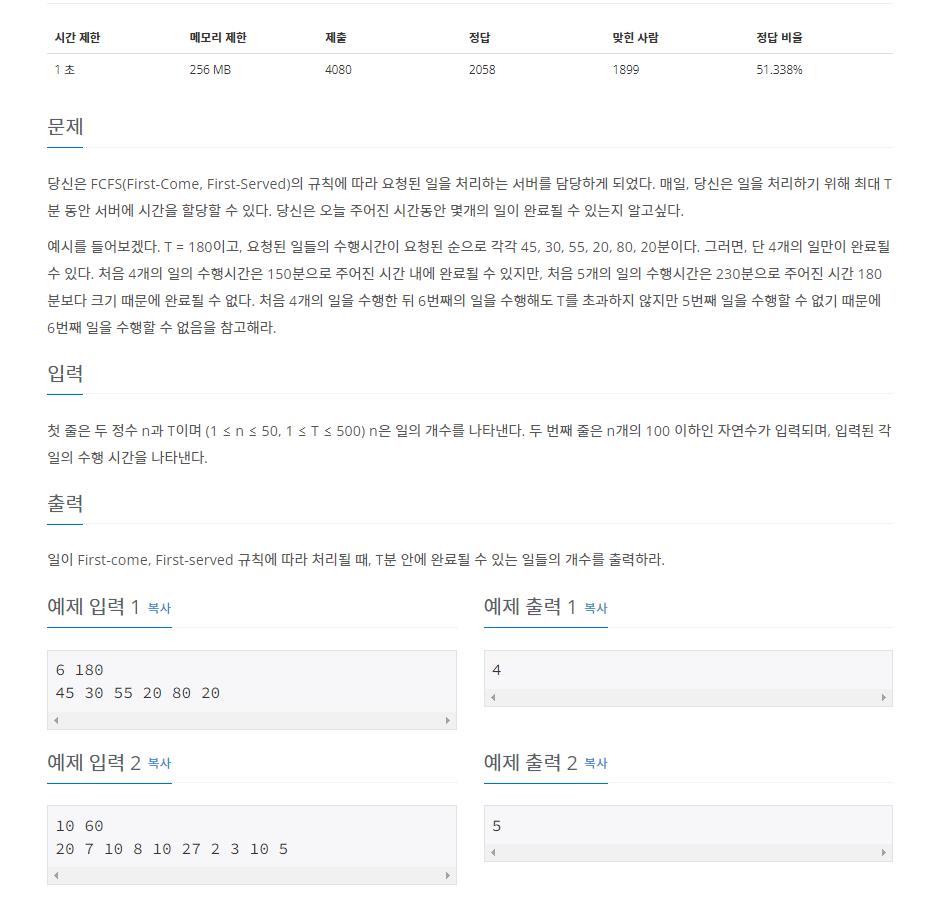 시간 제한 메모리 제한 제출 정답 맞힌 사람 정답 비율
1 초 256 MB 4080 2058 1899 51.338%
문제
당신은 FCFS(First-Come, First-Served)의 규칙에 따라 요청된 일을 처리하는 서버를 담당하게 되었다. 매일, 당신은 일을 처리하기 위해 최대 T
분 동안 서버에 시간을 할당할 수 있다. 당신은 오늘 주어진 시간동안 몇개의 일이 완료될 수 있는지 알고싶다.
예시를 들어보겠다. T = 180이고, 요청된 일들의 수행시간이 요청된 순으로 각각 45, 30, 55, 20, 80, 20분이다. 그러면, 단 4개의 일만이 완료될
수 있다. 처음 4개의 일의 수행시간은 150분으로 주어진 시간 내에 완료될 수 있지만, 처음 5개의 일의 수행시간은 230분으로 주어진 시간 180
분보다 크기 때문에 완료될 수 없다. 처음 4개의 일을 수행한 뒤 6번째의 일을 수행해도 T를 초과하지 않지만 5번째 일을 수행할 수 없기 때문에
6번째 일을 수행할 수 없음을 참고해라.
입력
첫 줄은 두 정수 n과 T이며 (1 ≤ n ≤ 50, 1 ≤ T ≤ 500) n은 일의 개수를 나타낸다. 두 번째 줄은 n개의 100 이하인 자연수가 입력되며, 입력된 각
일의 수행 시간을 나타낸다.
출력
일이 First-come, First-served 규칙에 따라 처리될 때, T분 안에 완료될 수 있는 일들의 개수를 출력하라.
예제 입력 1 복사
6 180
45 30 55 20 80 20
예제 출력 1 복사
4
예제 입력 2 복사
10 60
20 7 10 8 10 27 2 3 10 5
예제 출력 2 복사
5